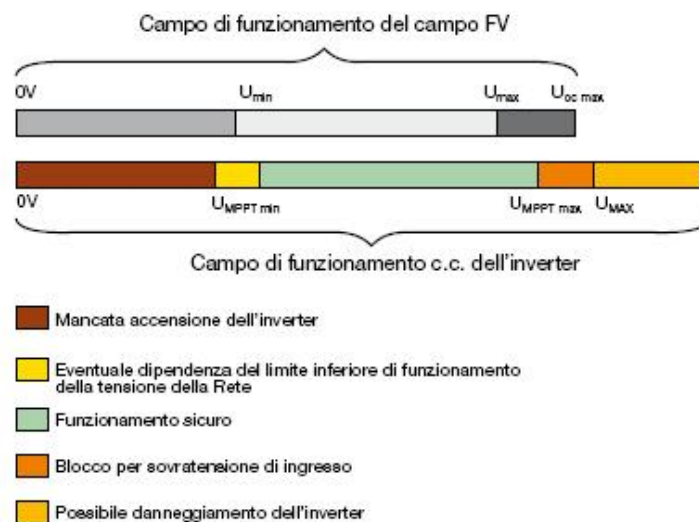 Campo di funzionamento del campo FV
0V Umin Umax Uoc max
0V UMPPT min UMPPT max UMAX
Campo di funzionamento c.c. dell'inverter
Mancata accensione dell'inverter
Eventuale dipendenza del limite inferiore di funzionamento
della tensione della Rete
Funzionamento sicuro
Blocco per sovratensione di ingresso
Possibile danneggiamento dell'inverter